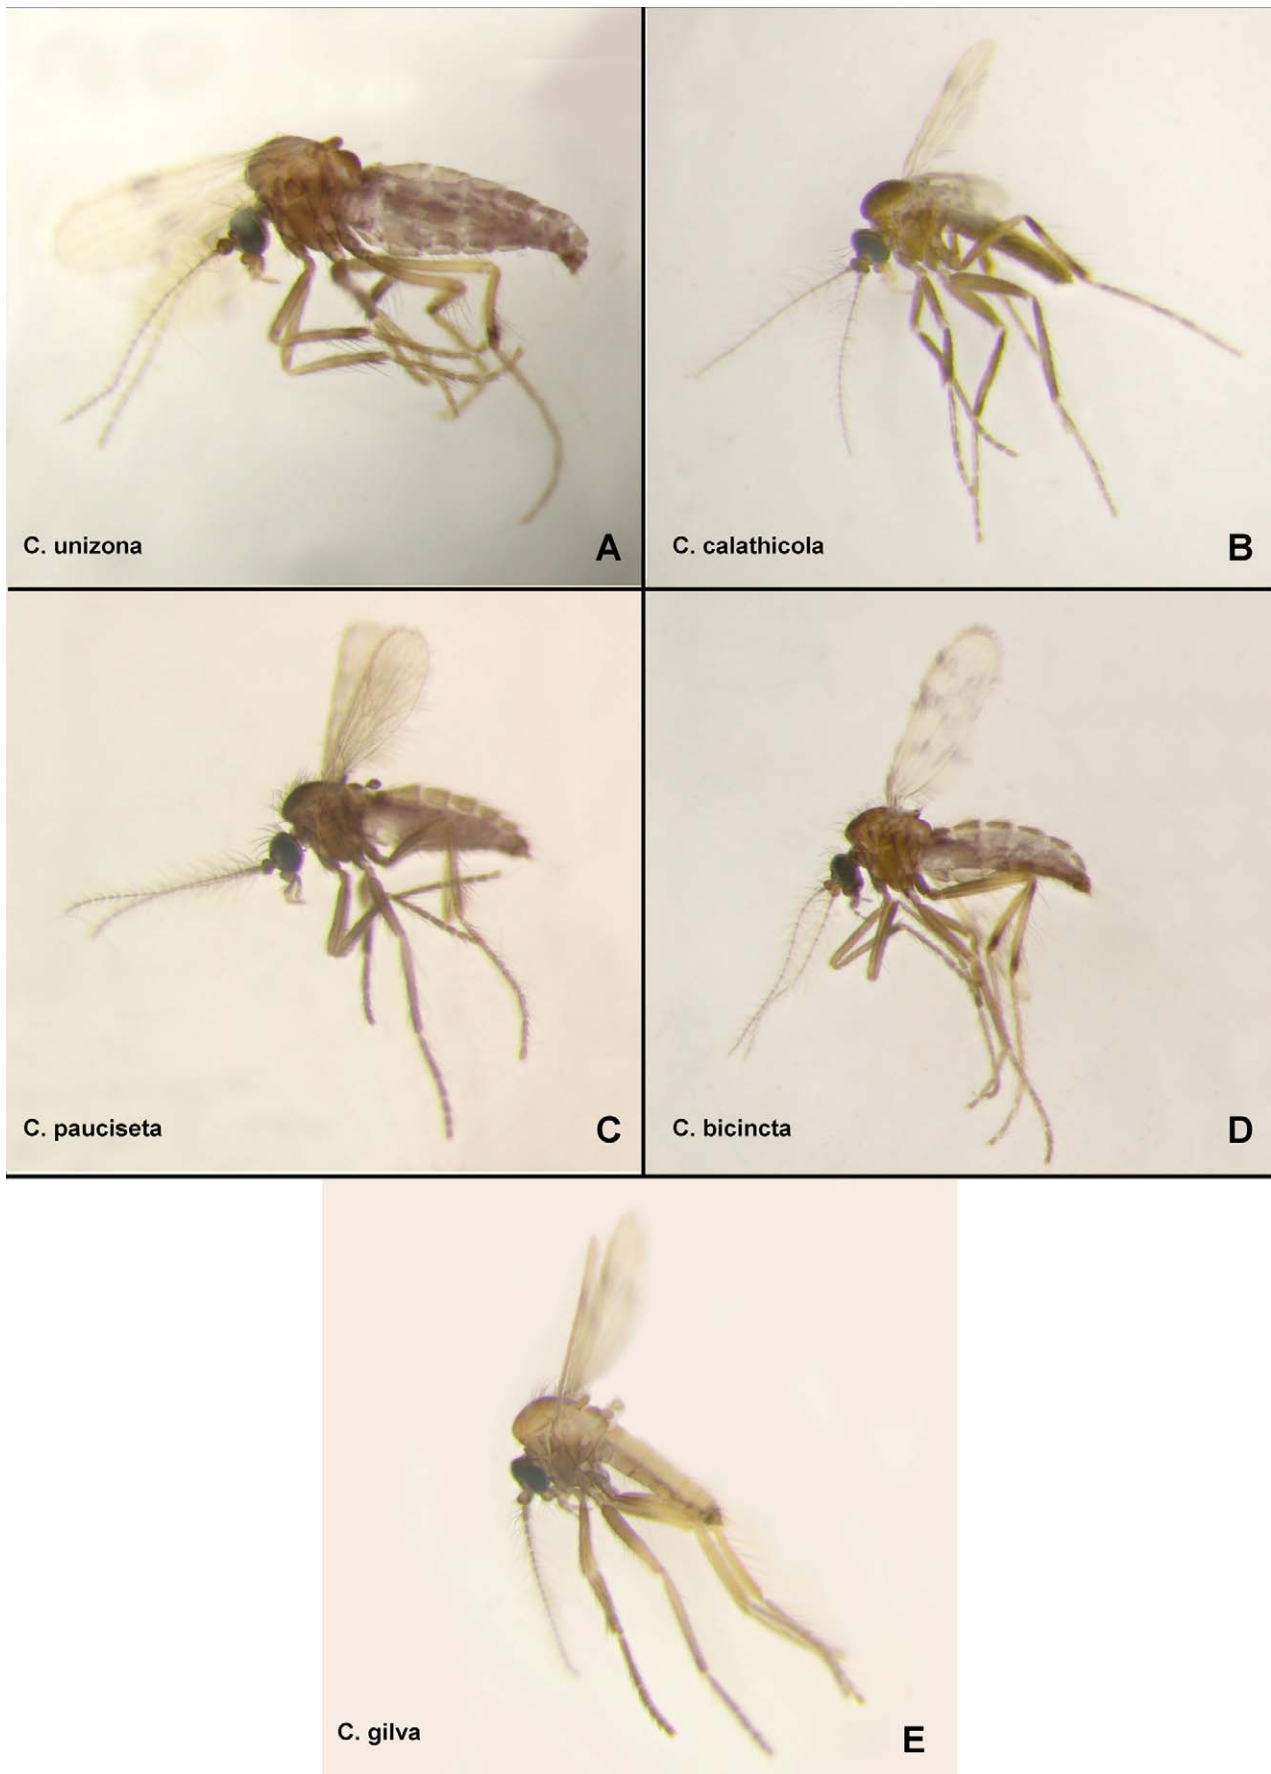 C. unizona
A
C. calathicola
B
C. pauciseta
C
C. bicincta
D
C. gilva
E